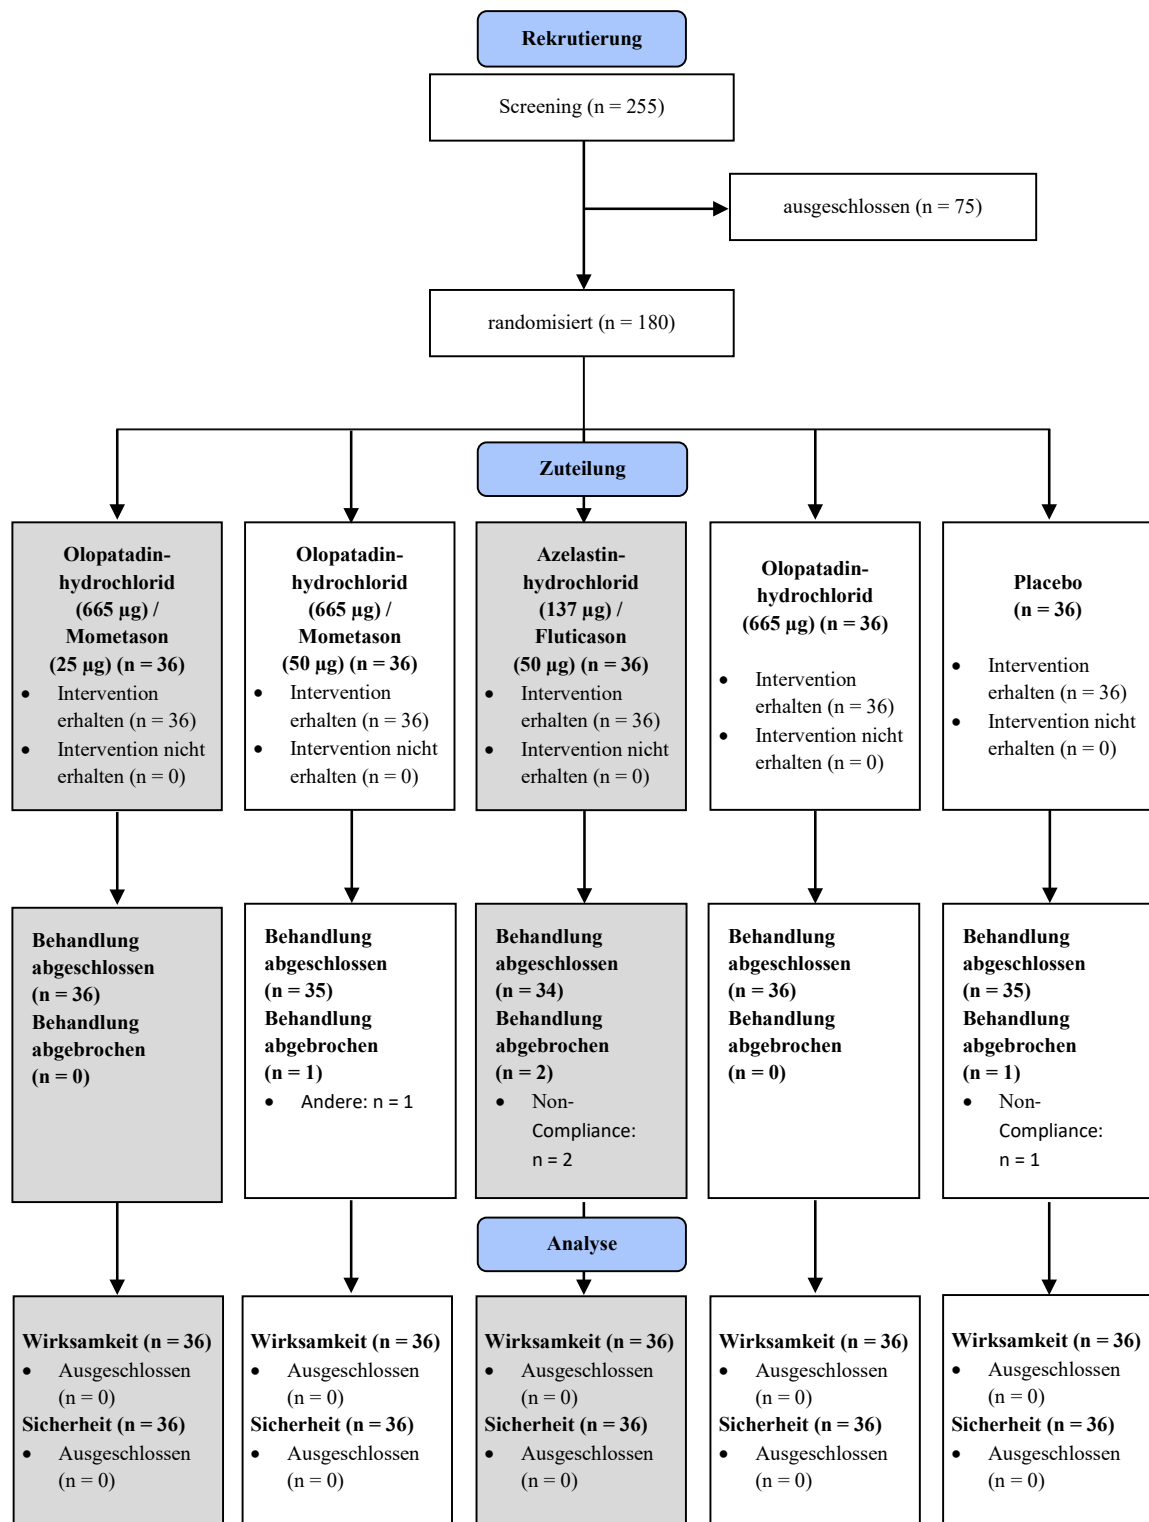 Rekrutierung
Screening (n = 255)
ausgeschlossen (n = 75)
randomisiert (n = 180)
Zuteilung
Olopatadin-
hydrochlorid
(665 µg) /
Mometason
(25 µg) (n = 36)
• Intervention
erhalten (n = 36)
• Intervention nicht
erhalten (n = 0)
Olopatadin-
hydrochlorid
(665 µg) /
Mometason
(50 µg) (n = 36)
• Intervention
erhalten (n = 36)
• Intervention nicht
erhalten (n = 0)
Azelastin-
hydrochlorid
(137 µg) /
Fluticason
(50 µg) (n = 36)
• Intervention
erhalten (n = 36)
• Intervention nicht
erhalten (n = 0)
Olopatadin-
hydrochlorid
(665 µg) (n = 36)
• Intervention
erhalten (n = 36)
• Intervention nicht
erhalten (n = 0)
Placebo
(n = 36)
• Intervention
erhalten (n = 36)
• Intervention nicht
erhalten (n = 0)
Behandlung
abgeschlossen
(n = 36)
Behandlung
abgebrochen
(n = 0)
Behandlung
abgeschlossen
(n = 35)
Behandlung
abgebrochen
(n = 1)
• Andere: n = 1
Behandlung
abgeschlossen
(n = 34)
Behandlung
abgebrochen
(n = 2)
• Non-
Compliance:
n = 2
Behandlung
abgeschlossen
(n = 36)
Behandlung
abgebrochen
(n = 0)
Behandlung
abgeschlossen
(n = 35)
Behandlung
abgebrochen
(n = 1)
• Non-
Compliance:
n = 1
Analyse
Wirksamkeit (n = 36)
• Ausgeschlossen
(n = 0)
Sicherheit (n = 36)
• Ausgeschlossen
(n = 0)
Wirksamkeit (n = 36)
• Ausgeschlossen
(n = 0)
Sicherheit (n = 36)
• Ausgeschlossen
(n = 0)
Wirksamkeit (n = 36)
• Ausgeschlossen
(n = 0)
Sicherheit (n = 36)
• Ausgeschlossen
(n = 0)
Wirksamkeit (n = 36)
• Ausgeschlossen
(n = 0)
Sicherheit (n = 36)
• Ausgeschlossen
(n = 0)
Wirksamkeit (n = 36)
• Ausgeschlossen
(n = 0)
Sicherheit (n = 36)
• Ausgeschlossen
(n = 0)